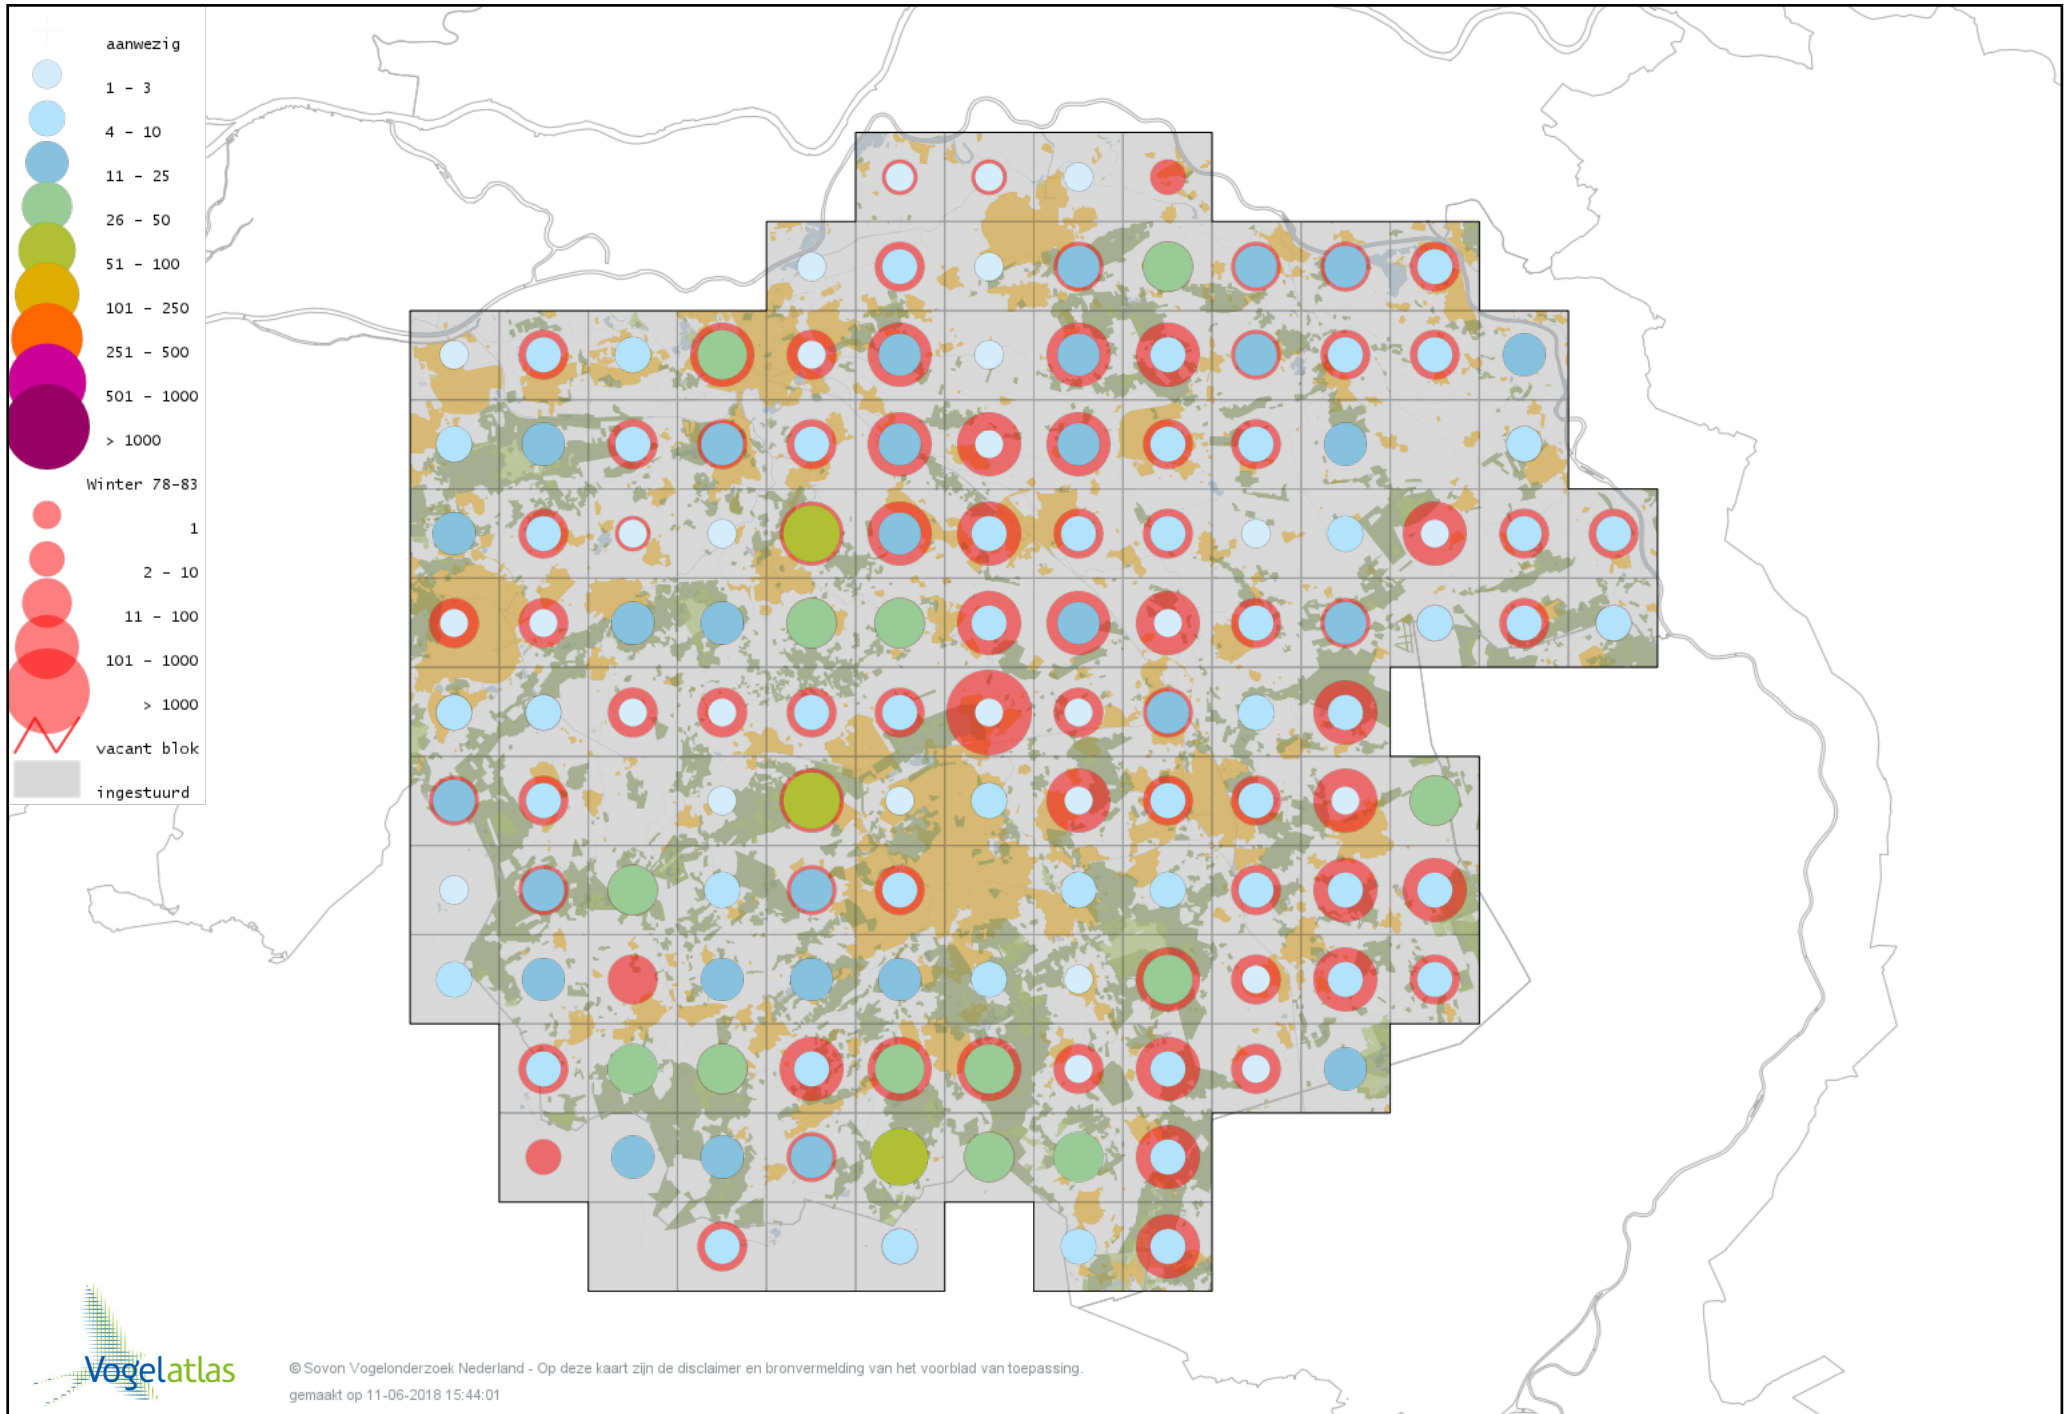 aanwezig
1 - 3
4 - 10
11 - 25
26 - 50
51 - 100
101 - 250
251 - 500
501 - 1000
> 1000
Winter 78-83
1
2 - 10
11 - 100
101 - 1000
> 1000
vacant blok
ingestuurd
Vogelatlas
© Sovon Vogelonderzoek Nederland - Op deze kaart zijn de disclaimer en bronvermelding van het voorblad van toepassing.
gemaakt op 11-06-2018 15:44:01